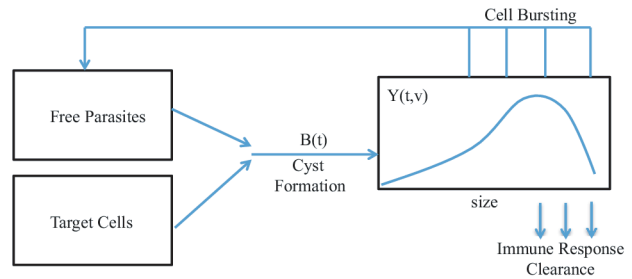 Cell Bursting
Free Parasites
Y(t,v)
B(t)
Cyst
Formation
Target Cells
size
Immune Response
Clearance